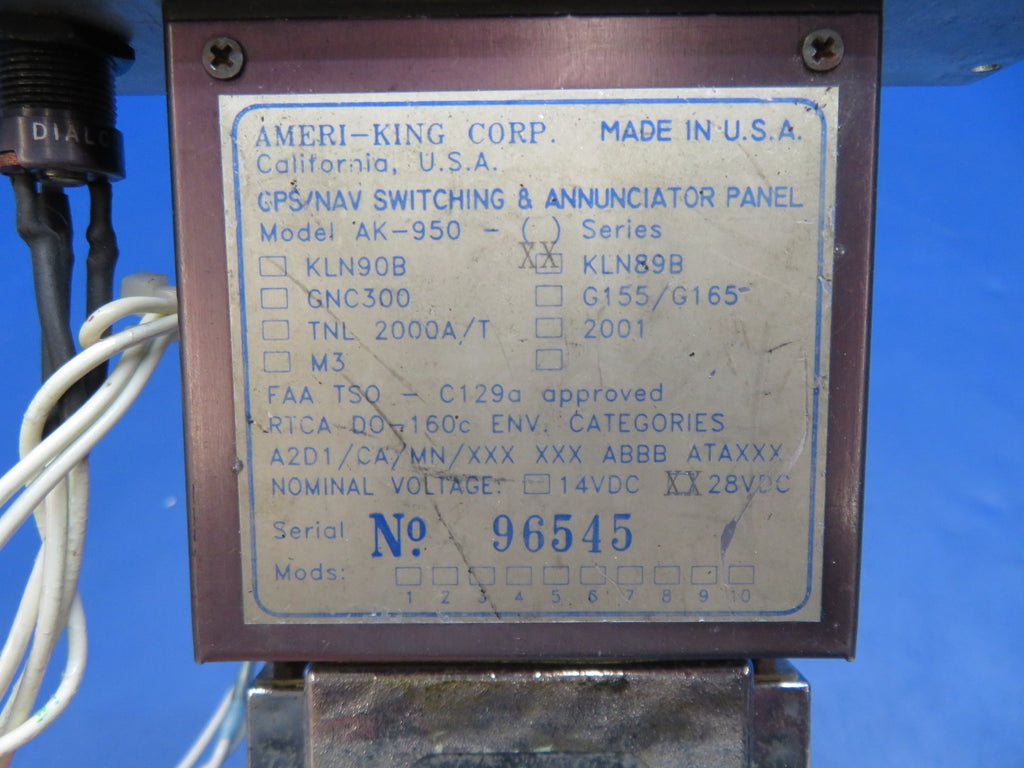 DIALC
AMERI-KING CORP. MADE IN U.S.A.
California, U.S.A.
GPS/NAV SWITCHING & ANNUNCIATOR PANEL
Model AK-950 - ( ) Series
☐ KLN90B XX☐ KLN89B
☐ GNC300 ☐ G155/G165
☐ TNL 2000A/T ☐ 2001
☐ M3 ☐
FAA TSO - C129a approved
RTCA DO-160c ENV. CATEGORIES
A2D1/CA/MN/XXX XXX ABBB ATAXXX
NOMINAL VOLTAGE: ☐ 14VDC XX 28VDC
Serial No. 96545
Mods: ☐ ☐ ☐ ☐ ☐ ☐ ☐ ☐ ☐ ☐
1 2 3 4 5 6 7 8 9 10